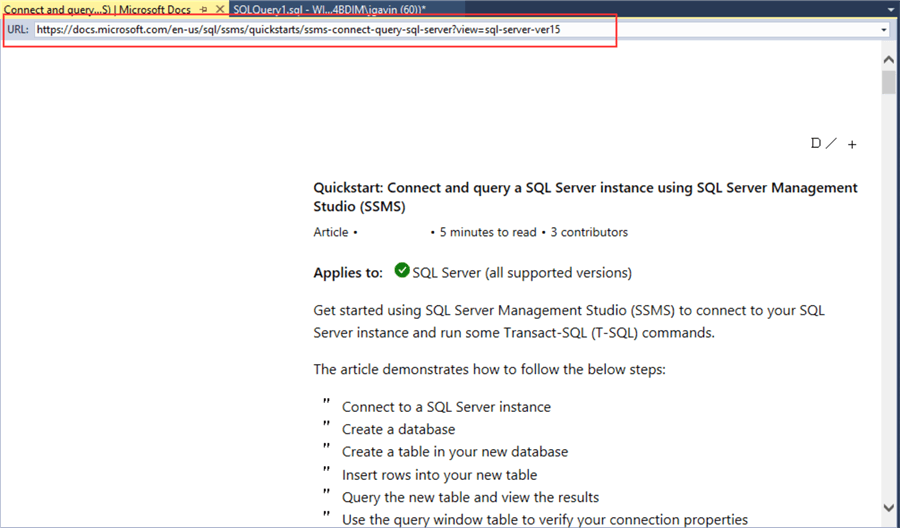 Connect and query...S) | Microsoft Docs SQLQuery1.sql - WI...4BDIM\jgavin (60))*
URL: https://docs.microsoft.com/en-us/sql/ssms/quickstarts/ssms-connect-query-sql-server?view=sql-server-ver15
Quickstart: Connect and query a SQL Server instance using SQL Server Management
Studio (SSMS)
Article • • 5 minutes to read • 3 contributors
Applies to: SQL Server (all supported versions)
Get started using SQL Server Management Studio (SSMS) to connect to your SQL
Server instance and run some Transact-SQL (T-SQL) commands.
The article demonstrates how to follow the below steps:
" Connect to a SQL Server instance
" Create a database
" Create a table in your new database
" Insert rows into your new table
" Query the new table and view the results
" Use the query window table to verify your connection properties